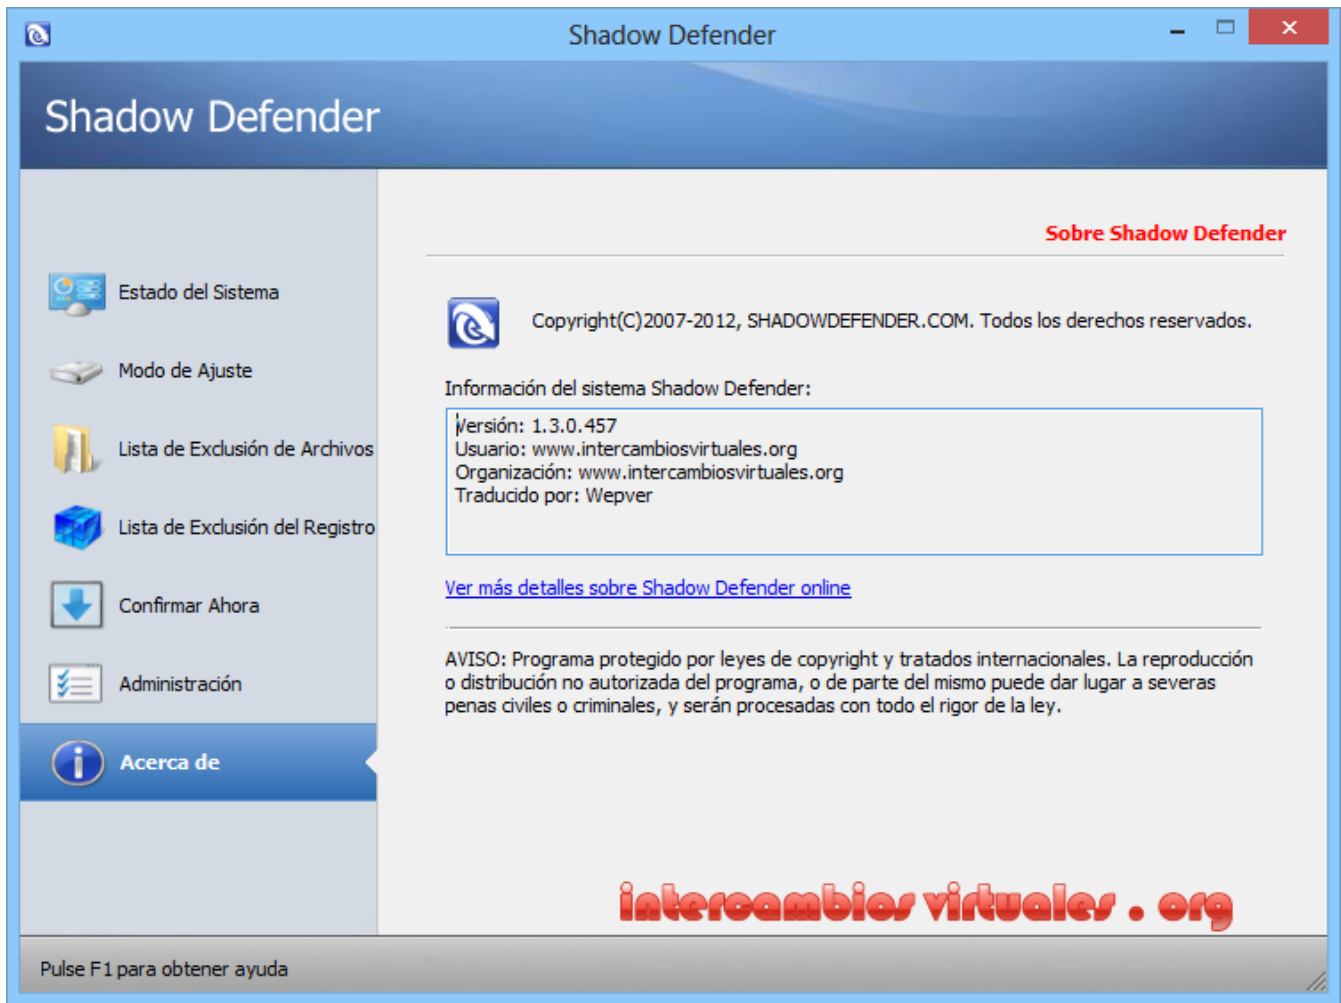 Shadow Defender
Shadow Defender
Estado del Sistema
Modo de Ajuste
Lista de Exclusión de Archivos
Lista de Exclusión del Registro
Confirmar Ahora
Administración
Acerca de
Sobre Shadow Defender
Copyright(C)2007-2012, SHADOWDEFENDER.COM. Todos los derechos reservados.
Información del sistema Shadow Defender:
Versión: 1.3.0.457
Usuario: www.intercambiosvirtuales.org
Organización: www.intercambiosvirtuales.org
Traducido por: Wepver
Ver más detalles sobre Shadow Defender online
AVISO: Programa protegido por leyes de copyright y tratados internacionales. La reproducción
o distribución no autorizada del programa, o de parte del mismo puede dar lugar a severas
penas civiles o criminales, y serán procesadas con todo el rigor de la ley.
intercambios virtuales . org
Pulse F1 para obtener ayuda